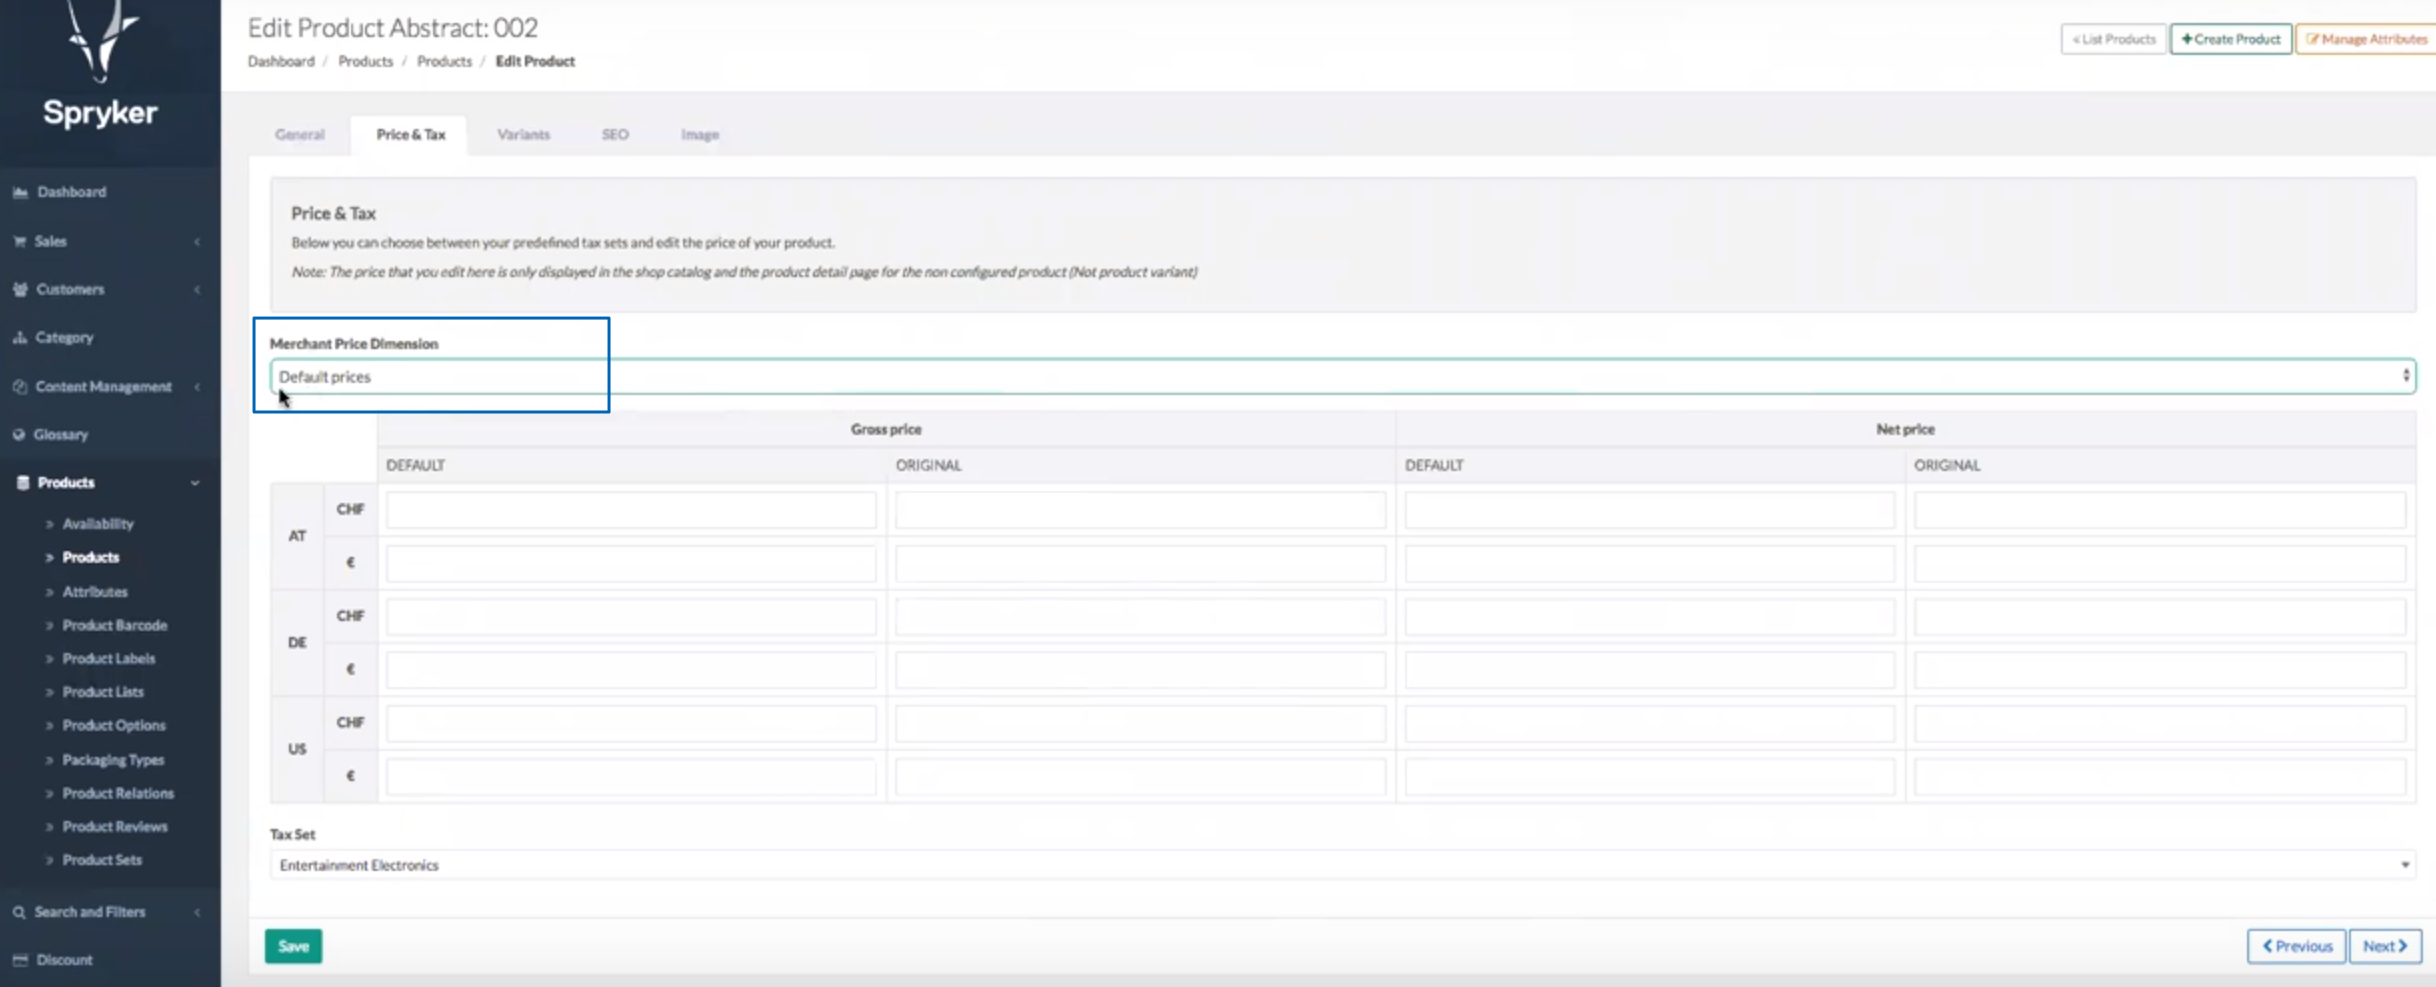 Edit Product Abstract: 002
Dashboard / Products / Products / Edit Product
< List Products
+Create Product
Manage Attributes
Spryker
Dashboard
Sales
Customers
Category
Content Management
Glossary
Products
Availability
Products
Attributes
Product Barcode
Product Labels
Product Lists
Product Options
Packaging Types
Product Relations
Product Reviews
Product Sets
Search and Filters
Discount
General Price & Tax Variants SEO Image
Price & Tax
Below you can choose between your predefined tax sets and edit the price of your product.
Note: The price that you edit here is only displayed in the shop catalog and the product detail page for the non configured product (Not product variant)
Merchant Price Dimension
Default prices
Gross price Net price
DEFAULT ORIGINAL DEFAULT ORIGINAL
AT
CHF
€
DE
CHF
€
US
CHF
€
Tax Set
Entertainment Electronics
Save
Previous
Next